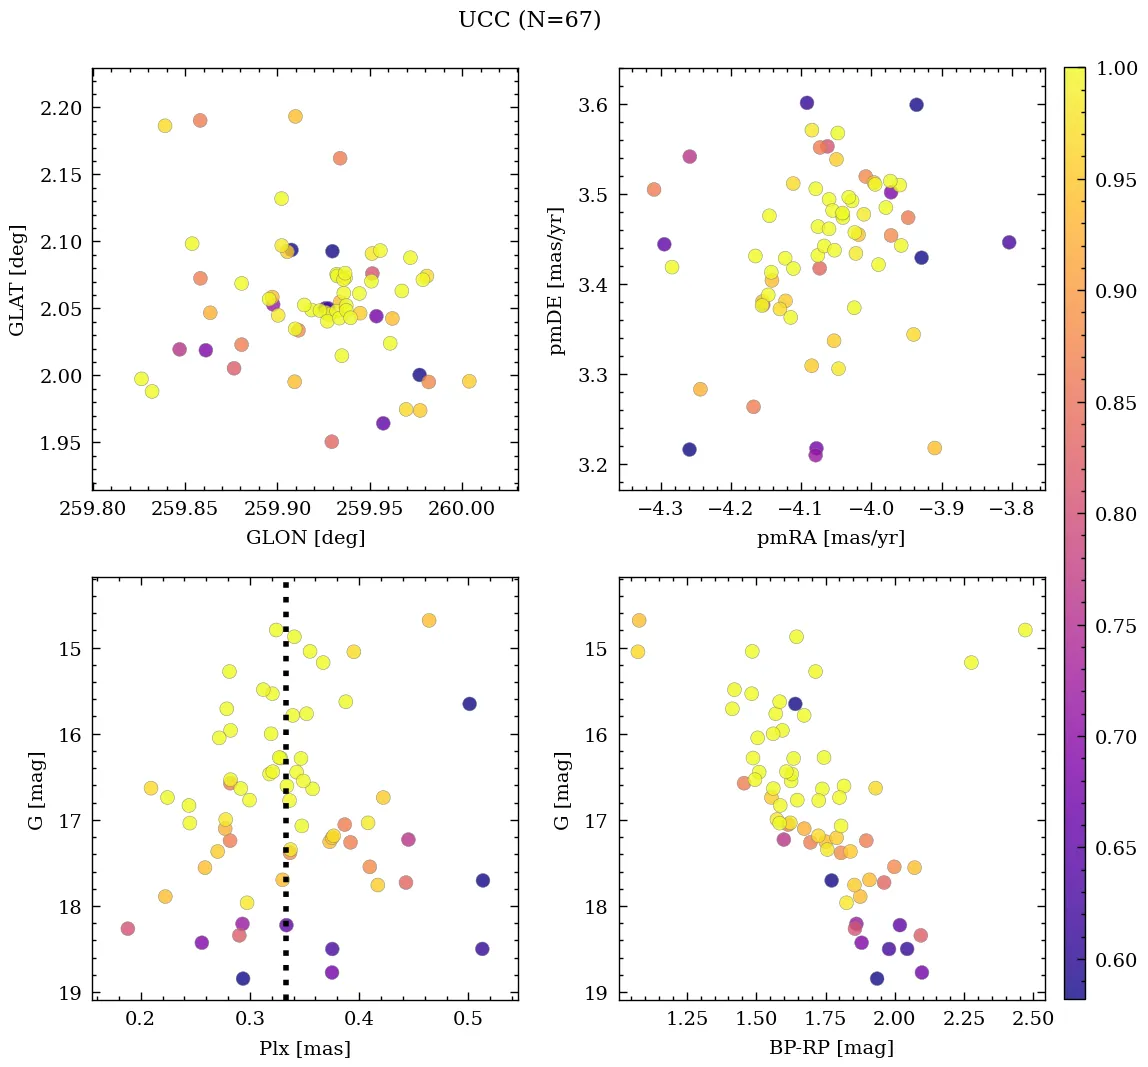 UCC (N=67)
2.20
2.15
2.10
2.05
2.00
1.95
GLAT [deg]
259.80 259.85 259.90 259.95 260.00
GLON [deg]
3.6
3.5
3.4
3.3
3.2
pmDE [mas/yr]
−4.3 −4.2 −4.1 −4.0 −3.9 −3.8
pmRA [mas/yr]
15
16
17
18
19
G [mag]
0.2 0.3 0.4 0.5
Plx [mas]
15
16
17
18
19
G [mag]
1.25 1.50 1.75 2.00 2.25 2.50
BP-RP [mag]
1.00
0.95
0.90
0.85
0.80
0.75
0.70
0.65
0.60